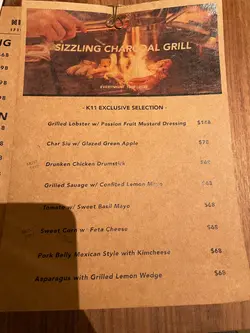 SIZZLING CHARCOAL GRILL
- K11 EXCLUSIVE SELECTION -
Grilled Lobster w/ Passion Fruit Mustard Dressing
Char Siu w/ Glazed Green Apple $78
Drunken Chicken Drumstick $68
Grilled Sausage w/ Confited Lemon $68
Tomato w/ Sweet Basil Mayo $48
Sweet Corn w/ Feta Cheese $48
Pork Belly Mexican Style with Kimcheese $68
Asparagus with Grilled Lemon Wedge